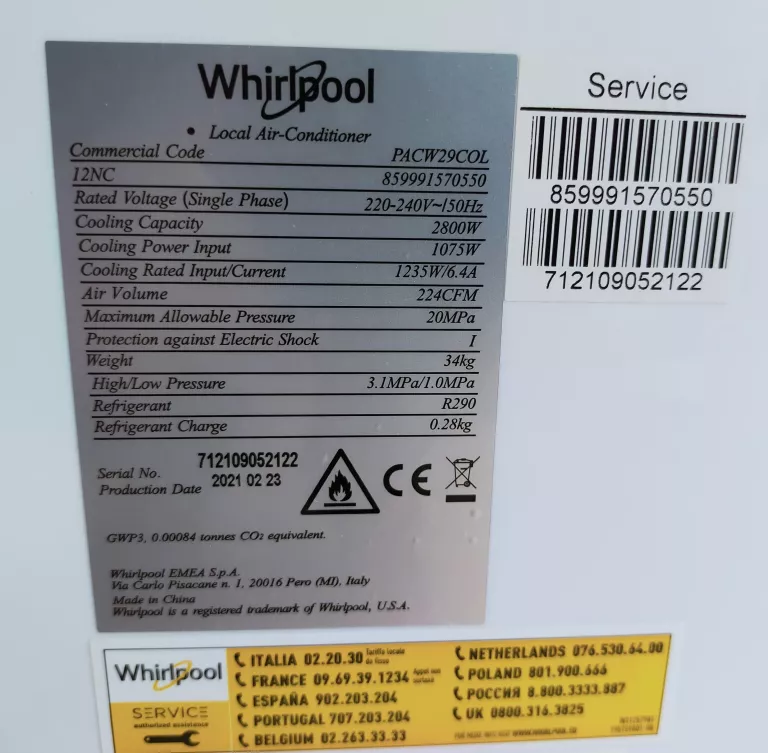 Whirlpool
• Local Air-Conditioner
Commercial Code PACW29COL
12NC 859991570550
Rated Voltage (Single Phase) 220-240V~/50Hz
Cooling Capacity 2800W
Cooling Power Input 1075W
Cooling Rated Input/Current 1235W/6.4A
Air Volume 224CFM
Maximum Allowable Pressure 20MPa
Protection against Electric Shock I
Weight 34kg
High/Low Pressure 3.1MPa/1.0MPa
Refrigerant R290
Refrigerant Charge 0.28kg
Serial No. 712109052122
Production Date 2021 02 23
CE
GWP3, 0.00084 tonnes CO2 equivalent.
Whirlpool EMEA S.p.A.
Via Carlo Pisacane n. 1, 20016 Pero (MI), Italy
Made in China
Whirlpool is a registered trademark of Whirlpool, U.S.A.
Service
859991570550
712109052122
Whirlpool
SERVICE
authorized assistance
ITALIA 02.20.30 Tariffa locale
FRANCE 09.69.39.1234
ESPAÑA 902.203.204
PORTUGAL 707.203.204
BELGIUM 02.263.33.33
NETHERLANDS 076.530.64.00
POLAND 801.900.666
РОССИЯ 8.800.3333.887
UK 0800.316.3825